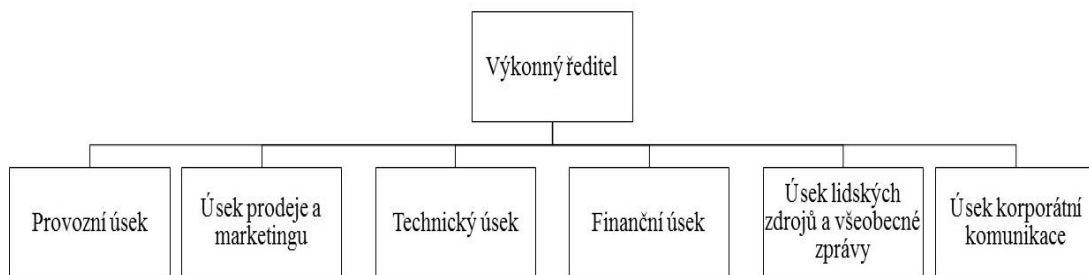 Výkonný ředitel
Provozní úsek
Úsek prodeje a
marketingu
Technický úsek
Finanční úsek
Úsek lidských
zdrojů a všeobecné
zprávy
Úsek korporátní
komunikace